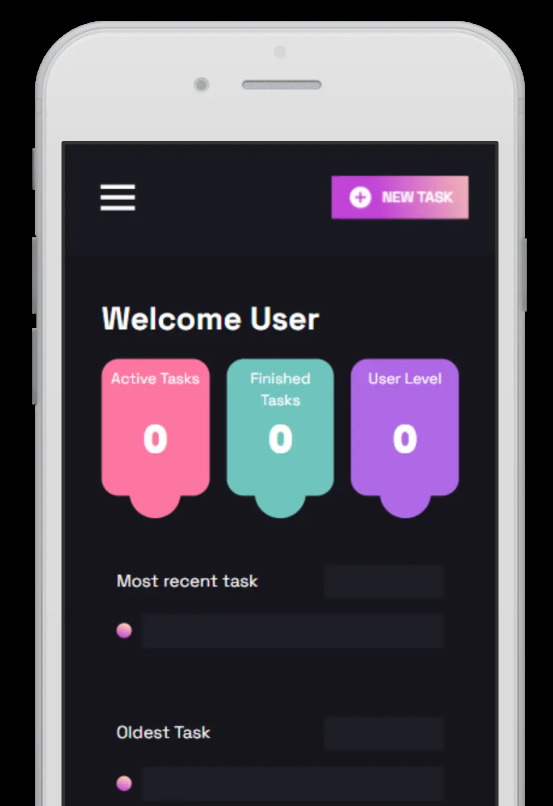 NEW TASK
Welcome User
Active Tasks
Finished
Tasks
User Level
0
0
0
Most recent task
Oldest Task